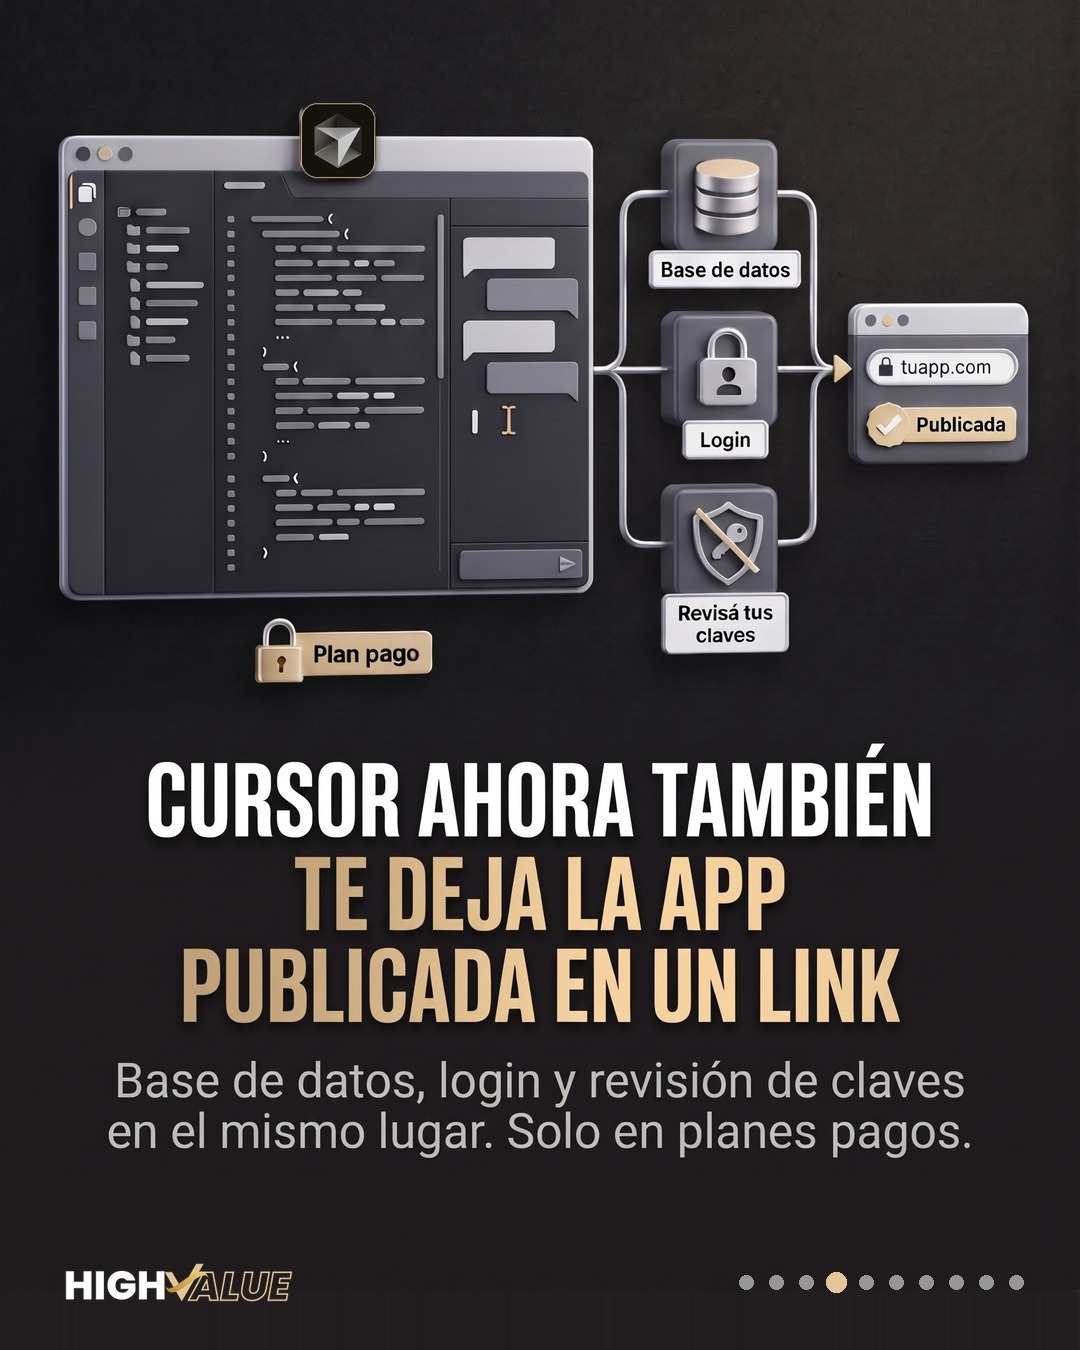 Base de datos
Login
tuapp.com
Publicada
Revisá tus
claves
Plan pago
CURSOR AHORA TAMBIÉN
TE DEJA LA APP
PUBLICADA EN UN LINK
Base de datos, login y revisión de claves
en el mismo lugar. Solo en planes pagos.
HIGHVALUE